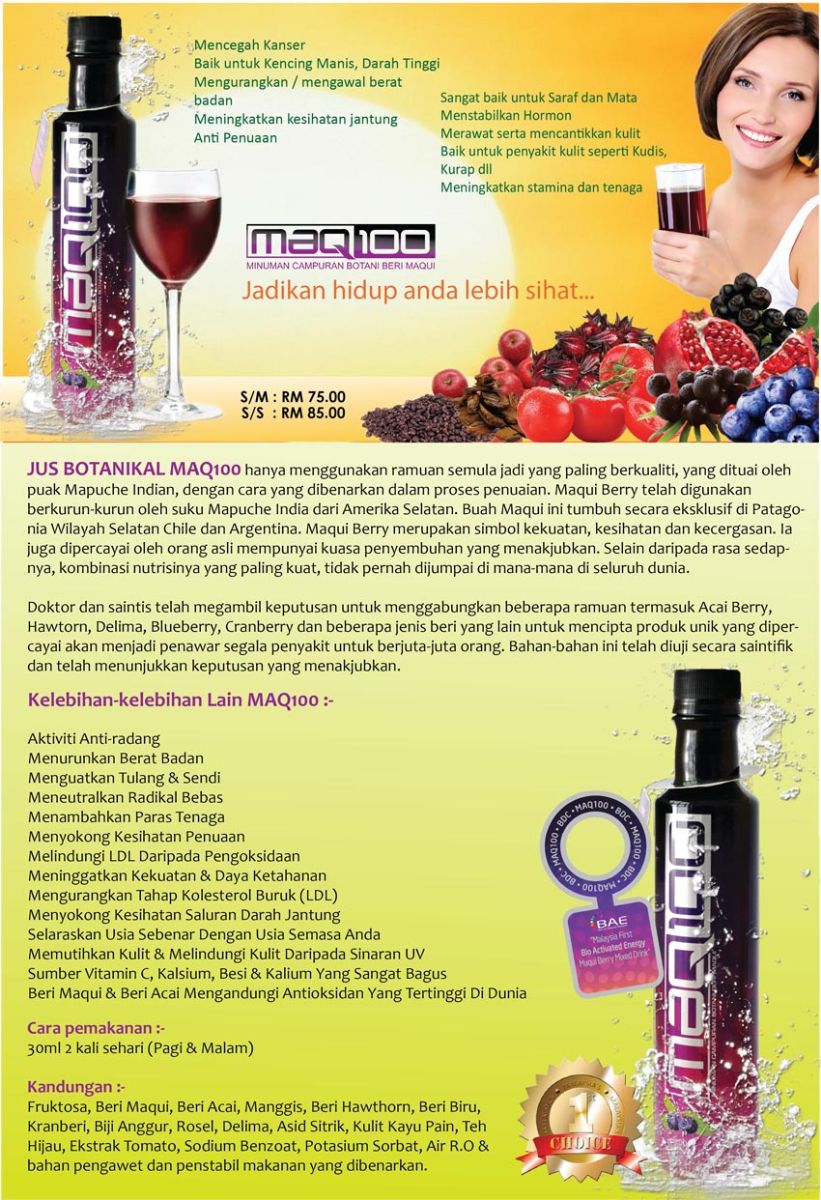 Mencegah Kanser
Baik untuk Kencing Manis, Darah Tinggi
Mengurangkan / mengawal berat
badan
Meningkatkan kesihatan jantung
Anti Penuaan
Sangat baik untuk Saraf dan Mata
Menstabilkan Hormon
Merawat serta mencantikkan kulit
Baik untuk penyakit kulit seperti Kudis,
Kurap dll
Meningkatkan stamina dan tenaga
MAQ100
MAQ100
MINUMAN CAMPURAN BOTANI BERI MAQUI
Jadikan hidup anda lebih sihat...
S/M : RM 75.00
S/S : RM 85.00
JUS BOTANIKAL MAQ100 hanya menggunakan ramuan semula jadi yang paling berkualiti, yang dituai oleh
puak Mapuche Indian, dengan cara yang dibenarkan dalam proses penuaian. Maqui Berry telah digunakan
berkurun-kurun oleh suku Mapuche India dari Amerika Selatan. Buah Maqui ini tumbuh secara eksklusif di Patago-
nia Wilayah Selatan Chile dan Argentina. Maqui Berry merupakan simbol kekuatan, kesihatan dan kecergasan. Ia
juga dipercayai oleh orang asli mempunyai kuasa penyembuhan yang menakjubkan. Selain daripada rasa sedap-
nya, kombinasi nutrisinya yang paling kuat, tidak pernah dijumpai di mana-mana di seluruh dunia.
Doktor dan saintis telah megambil keputusan untuk menggabungkan beberapa ramuan termasuk Acai Berry,
Hawtorn, Delima, Blueberry, Cranberry dan beberapa jenis beri yang lain untuk mencipta produk unik yang diper-
cayai akan menjadi penawar segala penyakit untuk berjuta-juta orang. Bahan-bahan ini telah diuji secara saintifik
dan telah menunjukkan keputusan yang menakjubkan.
Kelebihan-kelebihan Lain MAQ100 :-
Aktiviti Anti-radang
Menurunkan Berat Badan
Menguatkan Tulang & Sendi
Meneutralkan Radikal Bebas
Menambahkan Paras Tenaga
Menyokong Kesihatan Penuaan
Melindungi LDL Daripada Pengoksidaan
Meninggatkan Kekuatan & Daya Ketahanan
Mengurangkan Tahap Kolesterol Buruk (LDL)
Menyokong Kesihatan Saluran Darah Jantung
Selaraskan Usia Sebenar Dengan Usia Semasa Anda
Memutihkan Kulit & Melindungi Kulit Daripada Sinaran UV
Sumber Vitamin C, Kalsium, Besi & Kalium Yang Sangat Bagus
Beri Maqui & Beri Acai Mengandungi Antioksidan Yang Tertinggi Di Dunia
Cara pemakanan :-
30ml 2 kali sehari (Pagi & Malam)
Kandungan :-
Fruktosa, Beri Maqui, Beri Acai, Manggis, Beri Hawthorn, Beri Biru,
Kranberi, Biji Anggur, Rosel, Delima, Asid Sitrik, Kulit Kayu Pain, Teh
Hijau, Ekstrak Tomato, Sodium Benzoat, Potasium Sorbat, Air R.O &
bahan pengawet dan penstabil makanan yang dibenarkan.
MAQ100 • BDC • MAQ100 • BDC • MAQ100 • BDC
BAE
"Malaysia First
Bio Activated Energy
Maqui Berry Mixed Drink"
MAQ100
1st
CHOICE